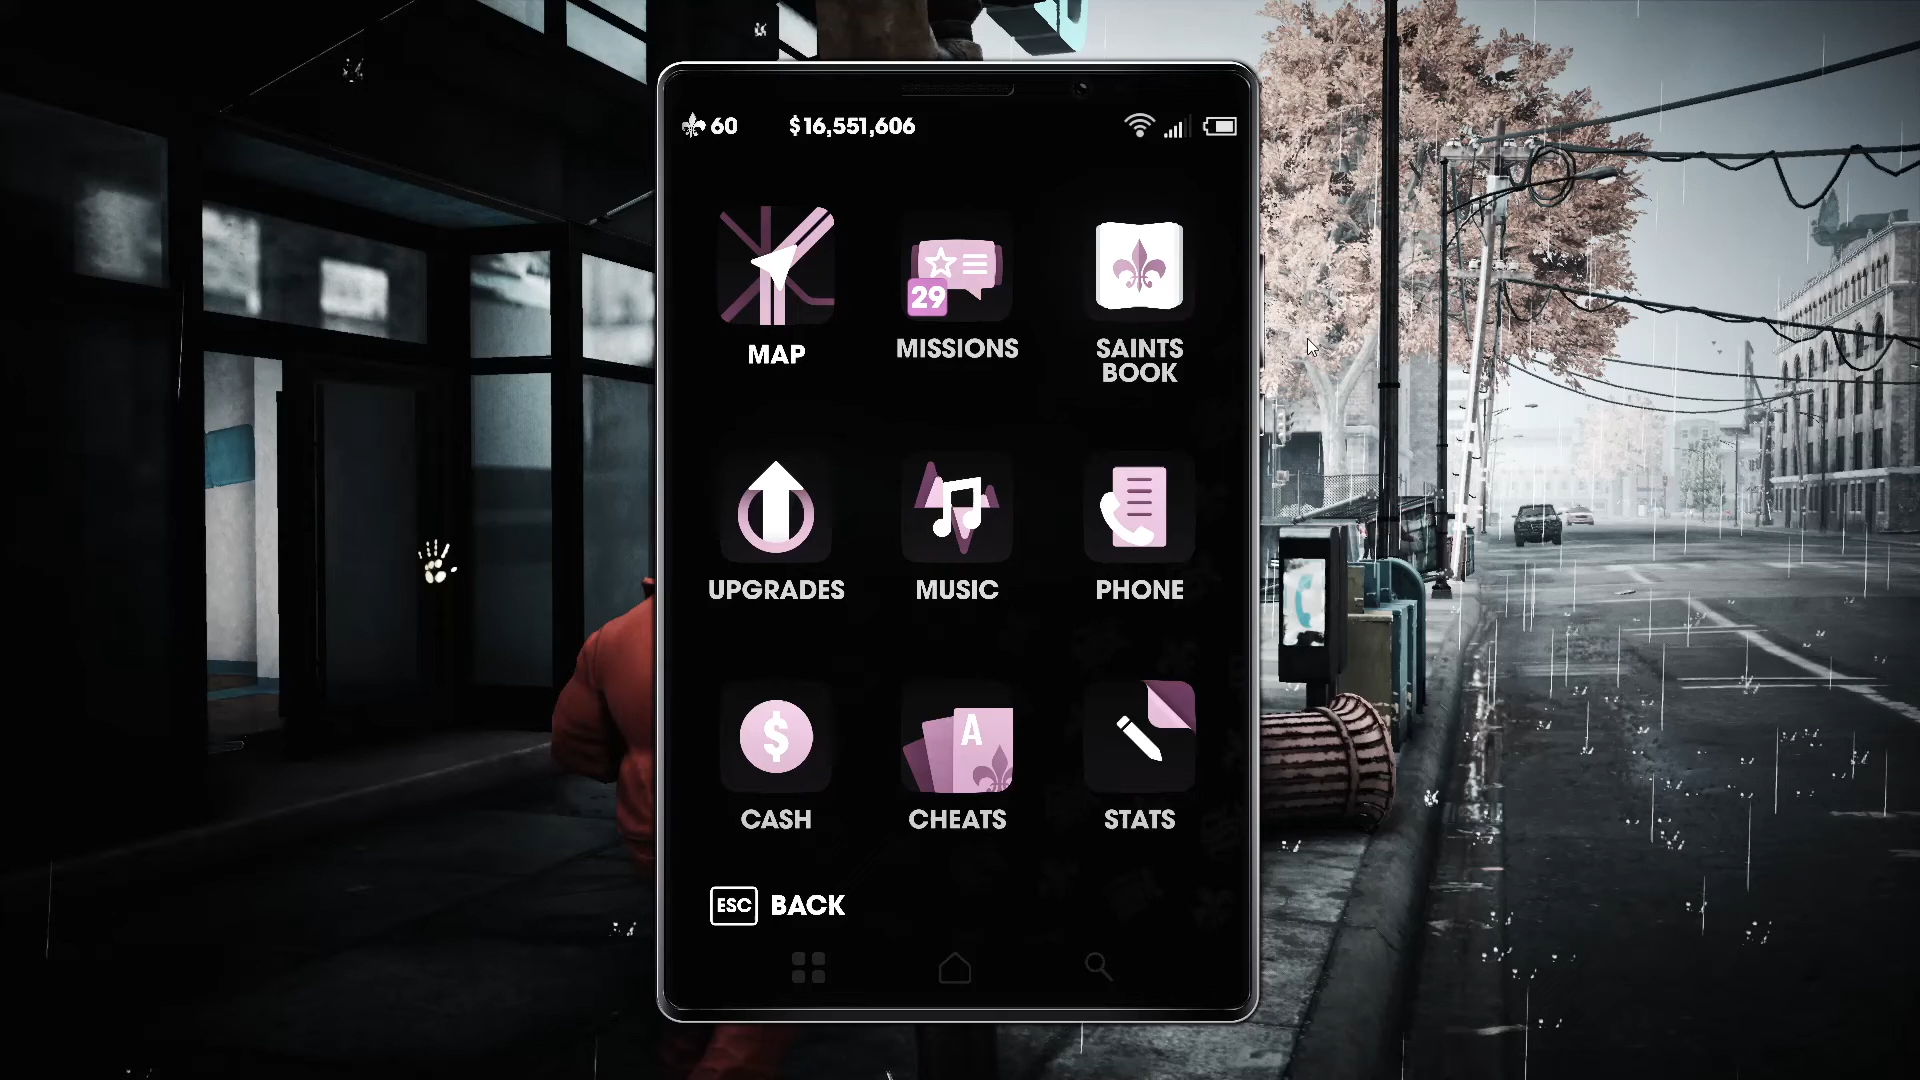 60 $16,551,606
MAP
29
MISSIONS
SAINTS
BOOK
UPGRADES
MUSIC
PHONE
$
CASH
A
CHEATS
STATS
ESC BACK